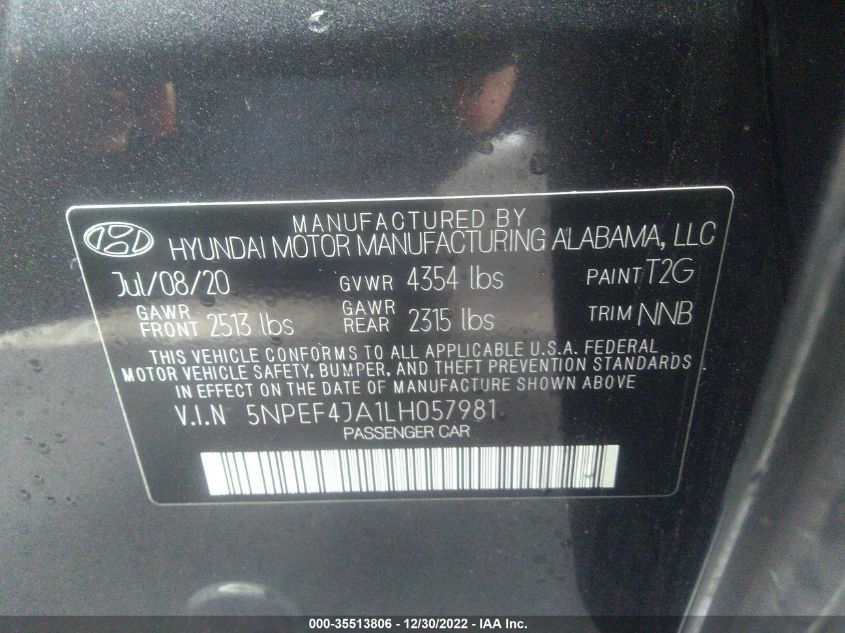 MANUFACTURED BY
HYUNDAI MOTOR MANUFACTURING ALABAMA, LLC
Jul/08/20 GVWR 4354 lbs PAINT T2G
GAWR FRONT 2513 lbs GAWR REAR 2315 lbs TRIM NNB
THIS VEHICLE CONFORMS TO ALL APPLICABLE U.S.A. FEDERAL
MOTOR VEHICLE SAFETY, BUMPER, AND THEFT PREVENTION STANDARDS
IN EFFECT ON THE DATE OF MANUFACTURE SHOWN ABOVE
V.I.N 5NPEF4JA1LH057981
PASSENGER CAR
000-35513806 - 12/30/2022 - IAA Inc.